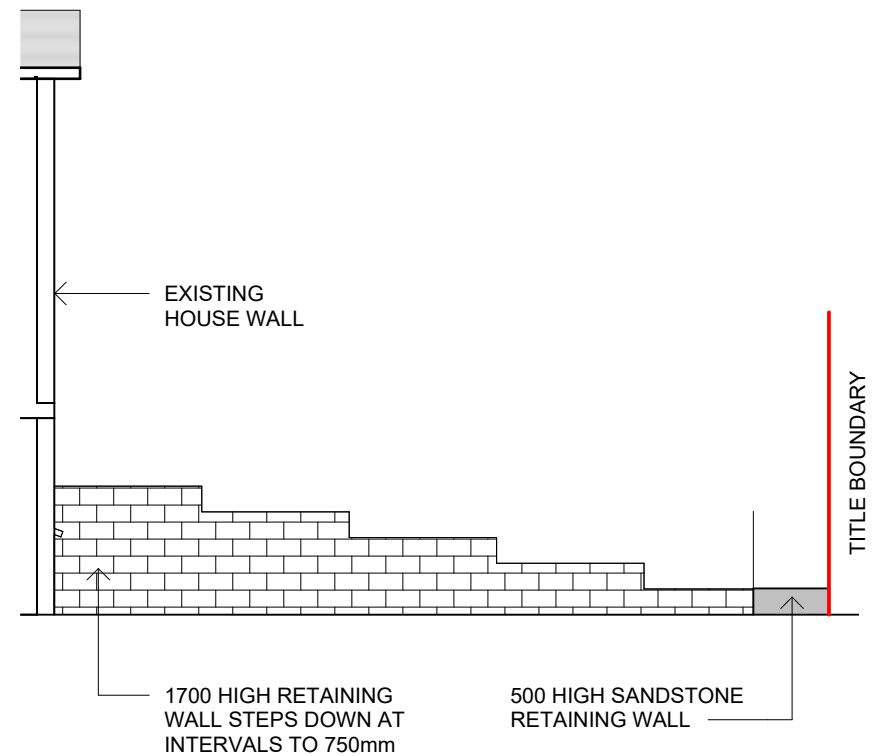 EXISTING
HOUSE WALL
TITLE BOUNDARY
1700 HIGH RETAINING
WALL STEPS DOWN AT
INTERVALS TO 750mm
500 HIGH SANDSTONE
RETAINING WALL